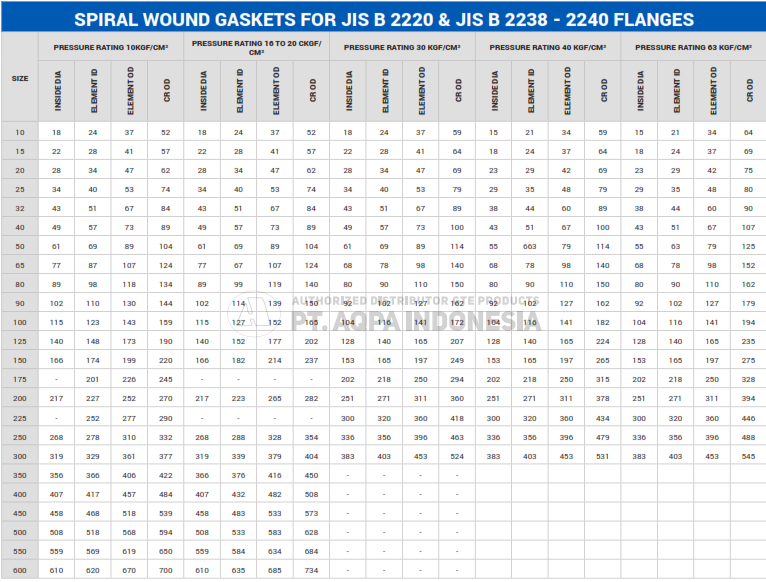 SPIRAL WOUND GASKETS FOR JIS B 2220 & JIS B 2238 - 2240 FLANGES
SIZE PRESSURE RATING 10KGF/CM² PRESSURE RATING 16 TO 20 CKGF/CM² PRESSURE RATING 30 KGF/CM² PRESSURE RATING 40 KGF/CM² PRESSURE RATING 63 KGF/CM²
INSIDE DIA ELEMENT ID ELEMENT OD CR OD INSIDE DIA ELEMENT ID ELEMENT OD CR OD INSIDE DIA ELEMENT ID ELEMENT OD CR OD INSIDE DIA ELEMENT ID ELEMENT OD CR OD INSIDE DIA ELEMENT ID ELEMENT OD CR OD
10 18 24 37 52 18 24 37 52 18 24 37 59 15 21 34 59 15 21 34 64
15 22 28 41 57 22 28 41 57 22 28 41 64 18 24 37 64 18 24 37 69
20 28 34 47 62 28 34 47 62 28 34 47 69 23 29 42 69 23 29 42 75
25 34 40 53 74 34 40 53 74 34 40 53 79 29 35 48 79 29 35 48 80
32 43 51 67 84 43 51 67 84 43 51 67 89 38 44 60 89 38 44 60 90
40 49 57 73 89 49 57 73 89 49 57 73 100 43 51 67 100 43 51 67 107
50 61 69 89 104 61 69 89 104 61 69 89 114 55 663 79 114 55 63 79 125
65 77 87 107 124 77 67 107 124 68 78 98 140 68 78 98 140 68 78 98 152
80 89 98 118 134 89 99 119 140 80 90 110 150 80 90 110 150 80 90 110 162
90 102 110 130 144 102 114 139 150 92 102 127 162 92 102 127 162 92 102 127 179
AUTHORIZED DISTRIBUTOR GTE PRODUCTS
PT. AQPA INDONESIA
100 115 123 143 159 115 127 152 165 104 116 141 172 104 116 141 182 104 116 141 194
125 140 148 173 190 140 152 177 202 128 140 165 207 128 140 165 224 128 140 165 235
150 166 174 199 220 166 182 214 237 153 165 197 249 153 165 197 265 153 165 197 275
175 - 201 226 245 - - - - 202 218 250 294 202 218 250 315 202 218 250 328
200 217 227 252 270 217 223 265 282 251 271 311 360 251 271 311 378 251 271 311 394
225 - 252 277 290 - - - - 300 320 360 418 300 320 360 434 300 320 360 446
250 268 278 310 332 268 288 328 354 336 356 396 463 336 356 396 479 336 356 396 488
300 319 329 361 377 319 339 379 404 383 403 453 524 383 403 453 531 383 403 453 545
350 356 366 406 422 366 376 416 450 - - - -
400 407 417 457 484 407 432 482 508 - - - -
450 458 468 518 539 458 483 533 573 - - - -
500 508 518 568 594 508 533 583 628 - - - -
550 559 569 619 650 559 584 634 684 - - - -
600 610 620 670 700 610 635 685 734 - - - -